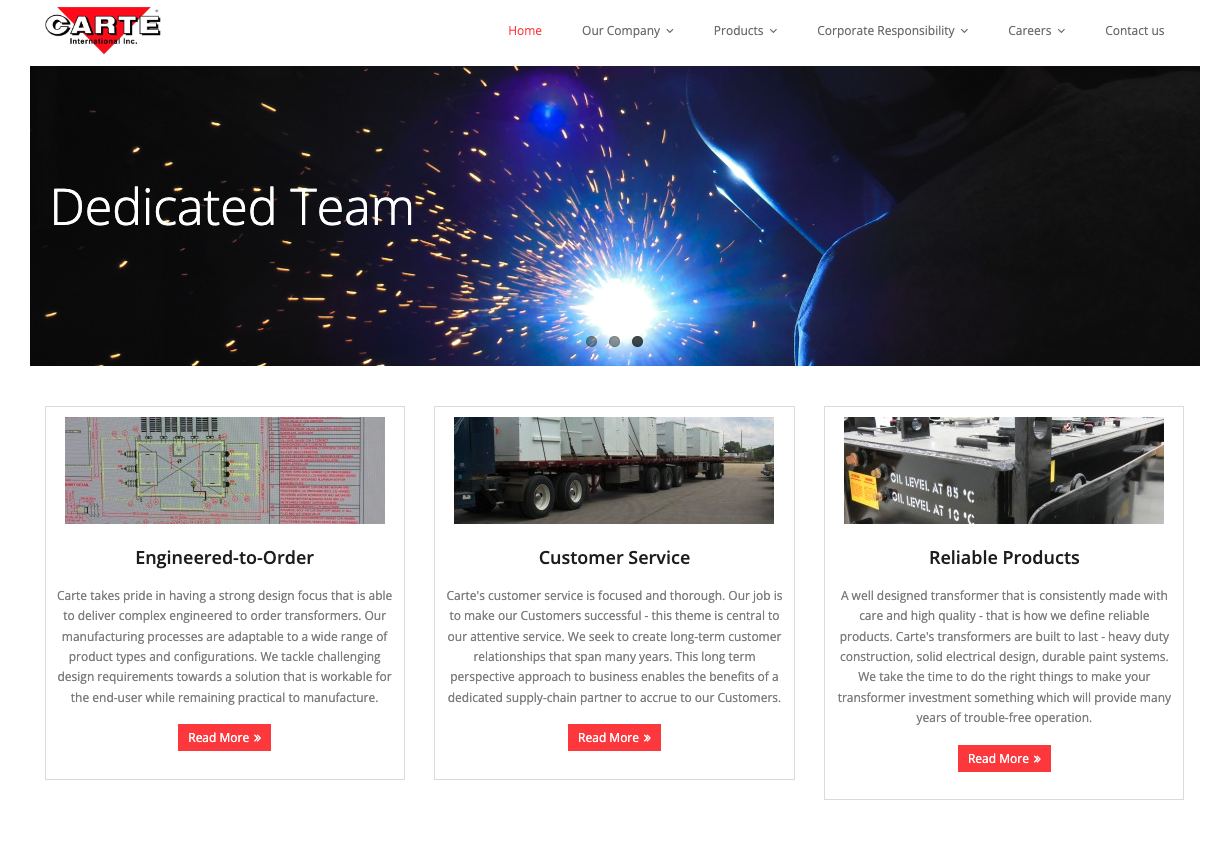 CARTE
International Inc.
Home
Our Company
Products
Corporate Responsibility
Careers
Contact us
Dedicated Team
OIL LEVEL AT 85 °C
OIL LEVEL AT 10 °C
Engineered-to-Order
Customer Service
Reliable Products
Carte takes pride in having a strong design focus that is able
to deliver complex engineered to order transformers. Our
manufacturing processes are adaptable to a wide range of
product types and configurations. We tackle challenging
design requirements towards a solution that is workable for
the end-user while remaining practical to manufacture.
Read More »
Carte's customer service is focused and thorough. Our job is
to make our Customers successful - this theme is central to
our attentive service. We seek to create long-term customer
relationships that span many years. This long term
perspective approach to business enables the benefits of a
dedicated supply-chain partner to accrue to our Customers.
Read More »
A well designed transformer that is consistently made with
care and high quality - that is how we define reliable
products. Carte's transformers are built to last - heavy duty
construction, solid electrical design, durable paint systems.
We take the time to do the right things to make your
transformer investment something which will provide many
years of trouble-free operation.
Read More »